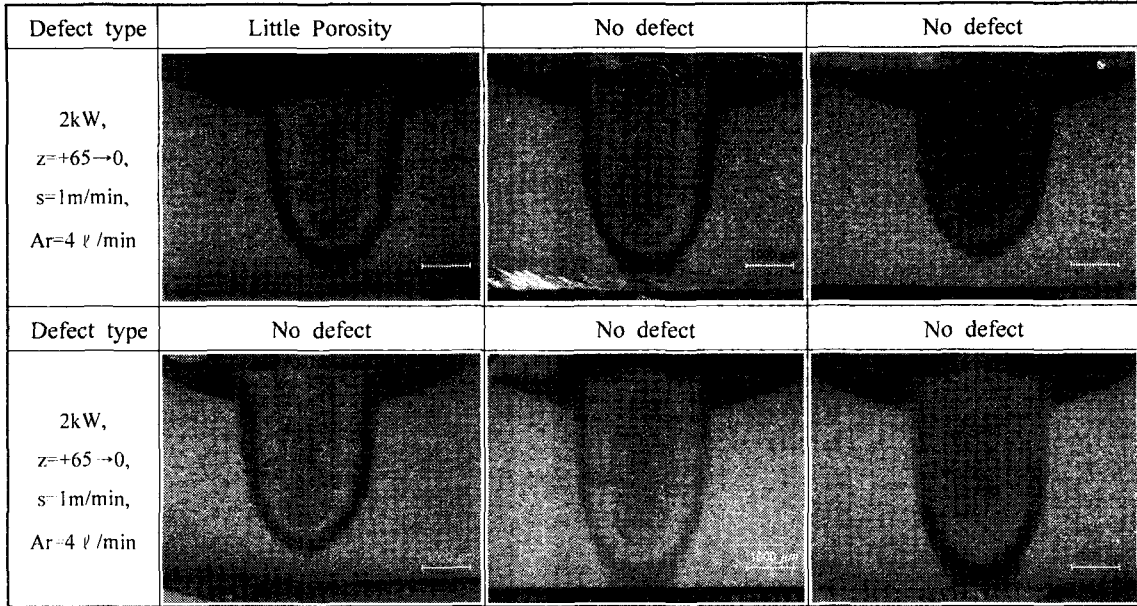 Defect type Little Porosity No defect No defect
2kW,
z=+65→0,
s=1m/min,
Ar=4 ℓ/min
Defect type No defect No defect No defect
2kW,
z=+65→0,
s=1m/min,
Ar=4 ℓ/min